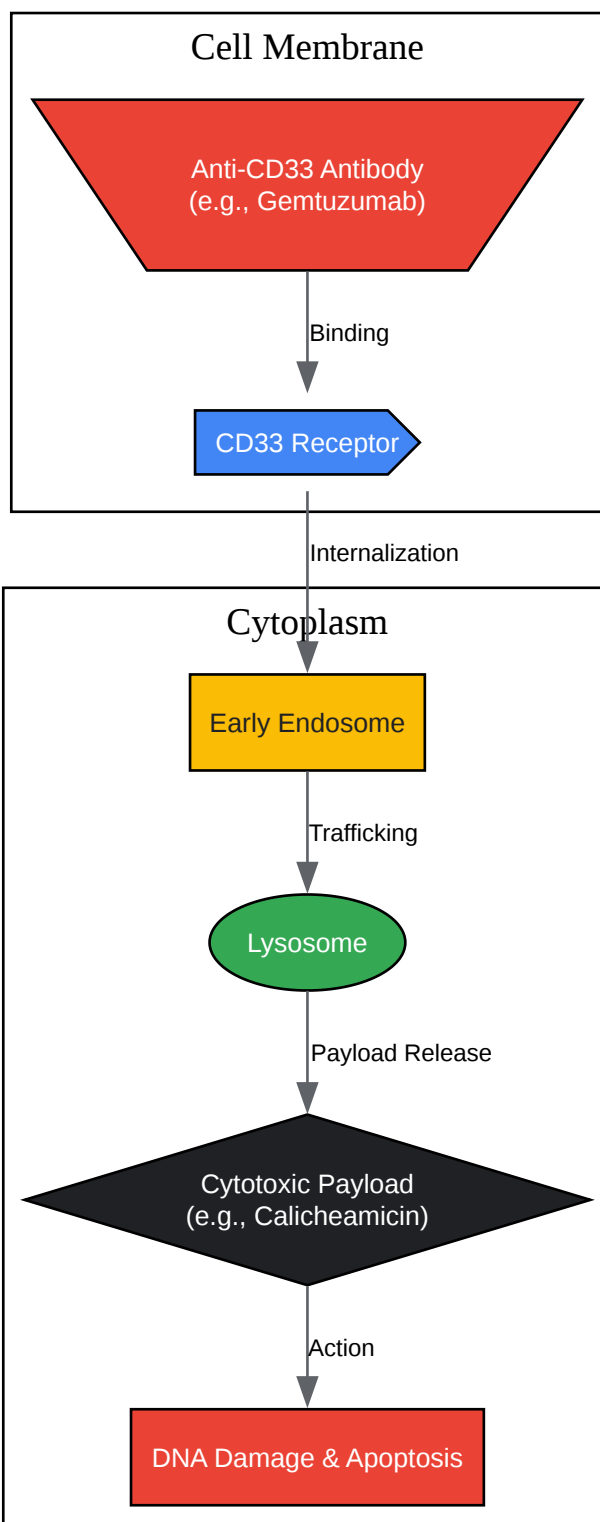 Cell Membrane
Anti-CD33 Antibody
(e.g., Gemtuzumab)
Binding
CD33 Receptor
Internalization
Cytoplasm
Early Endosome
Trafficking
Lysosome
Payload Release
Cytotoxic Payload
(e.g., Calicheamicin)
Action
DNA Damage & Apoptosis